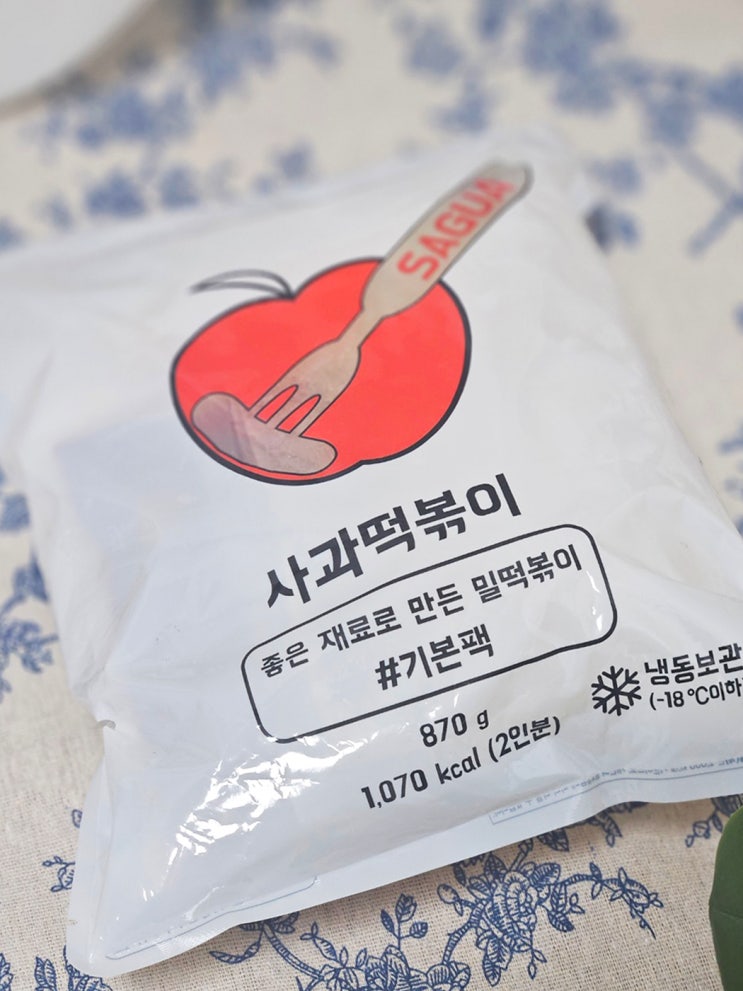 SAGUA!
사과떡볶이
좋은 재료로 만든 밀떡볶이
#기본팩
870 g
1,070 kcal (2인분)
냉동보관
(-18℃이하)